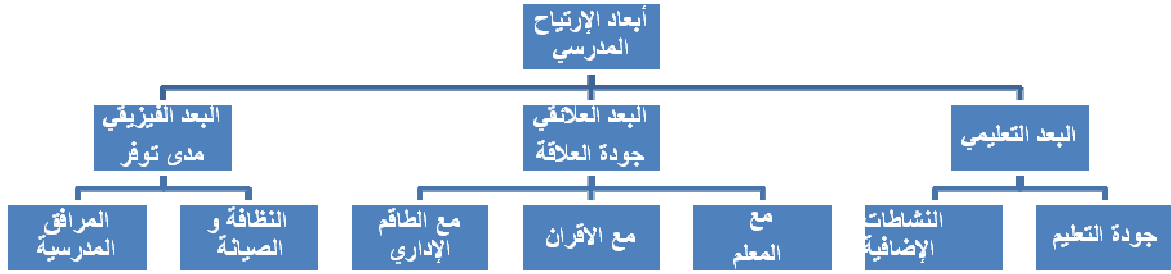 أبعاد الإرتياح
المدرسي
البعد التعليمي
البعد العلائقي
جودة العلاقة
البعد الفيزيقي
مدى توفر
جودة التعليم
النشاطات
الإضافية
مع
المعلم
مع الاقران
مع الطاقم
الإداري
النظافة و
الصيانة
المرافق
المدرسية